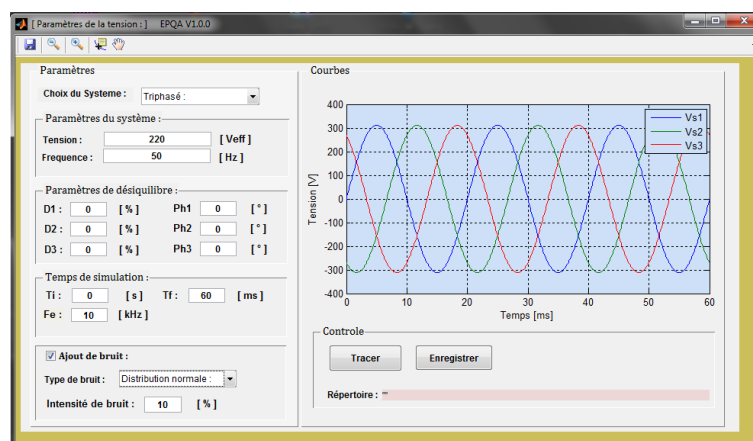 [ Paramètres de la tension : ] EPQA V1.0.0
Paramètres
Choix du Systeme : Triphasé :
Paramètres du système :
Tension : 220 [ Veff ]
Frequence : 50 [ Hz ]
Paramètres de désiquilibre :
D1 : 0 [ % ] Ph1 0 [ ° ]
D2 : 0 [ % ] Ph2 0 [ ° ]
D3 : 0 [ % ] Ph3 0 [ ° ]
Temps de simulation :
Ti : 0 [ s ] Tf : 60 [ ms ]
Fe : 10 [ kHz ]
Ajout de bruit :
Type de bruit : Distribution normale :
Intensité de bruit : 10 [ % ]
Courbes
400
300
200
100
0
-100
-200
-300
-400
Tension [V]
Vs1
Vs2
Vs3
0 10 20 30 40 50 60
Temps [ms]
Controle
Tracer Enregistrer
Répertoire : ""